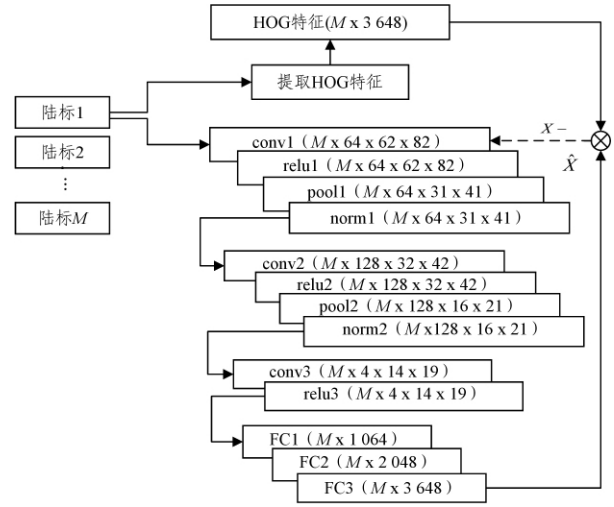 HOG特征(M x 3 648)
提取HOG特征
陆标1
陆标2
⋮
陆标M
conv1（M x 64 x 62 x 82）
relu1（M x 64 x 62 x 82）
pool1（M x 64 x 31 x 41）
norm1（M x 64 x 31 x 41）
X −
X̂
conv2（M x 128 x 32 x 42）
relu2（M x 128 x 32 x 42）
pool2（M x 128 x 16 x 21）
norm2（M x128 x 16 x 21）
conv3（M x 4 x 14 x 19）
relu3（M x 4 x 14 x 19）
FC1（M x 1 064）
FC2（M x 2 048）
FC3（M x 3 648）